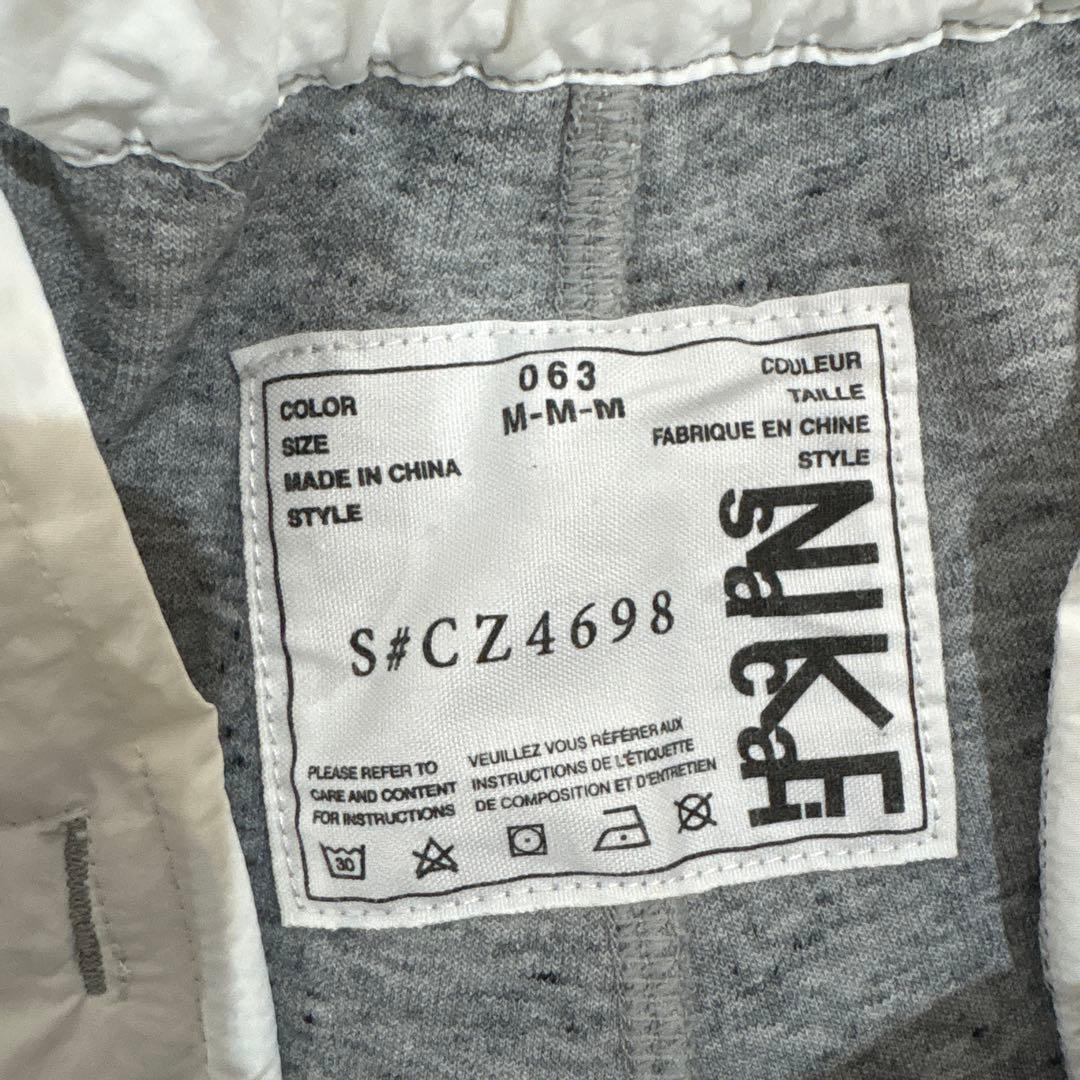 COLOR 063 COULEUR
SIZE M-M-M TAILLE
MADE IN CHINA FABRIQUE EN CHINE
STYLE STYLE
S#CZ4698
NIKE
sacai
PLEASE REFER TO
CARE AND CONTENT
FOR INSTRUCTIONS
VEUILLEZ VOUS RÉFÉRER AUX
INSTRUCTIONS DE L'ÉTIQUETTE
DE COMPOSITION ET D'ENTRETIEN
30